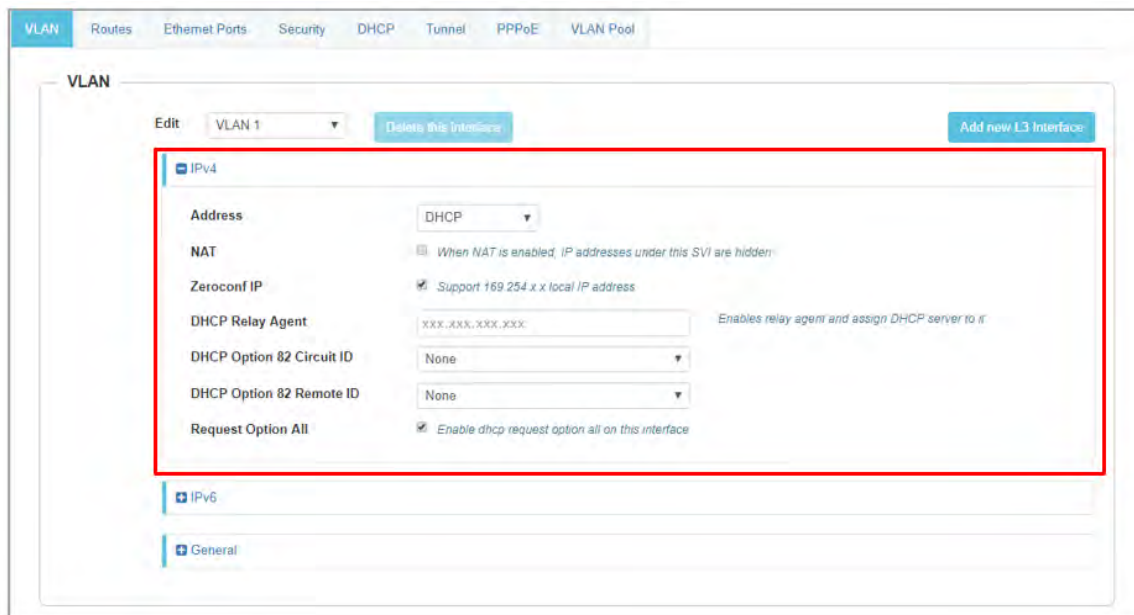 VLAN Routes Ethernet Ports Security DHCP Tunnel PPPoE VLAN Pool
VLAN
Edit VLAN 1 Delete this Interface Add new L3 Interface
IPv4
Address DHCP
NAT When NAT is enabled, IP addresses under this SVI are hidden
Zeroconf IP Support 169.254.x.x local IP address
DHCP Relay Agent xxx.xxx.xxx.xxx Enables relay agent and assign DHCP server to it
DHCP Option 82 Circuit ID None
DHCP Option 82 Remote ID None
Request Option All Enable dhcp request option all on this interface
IPv6
General